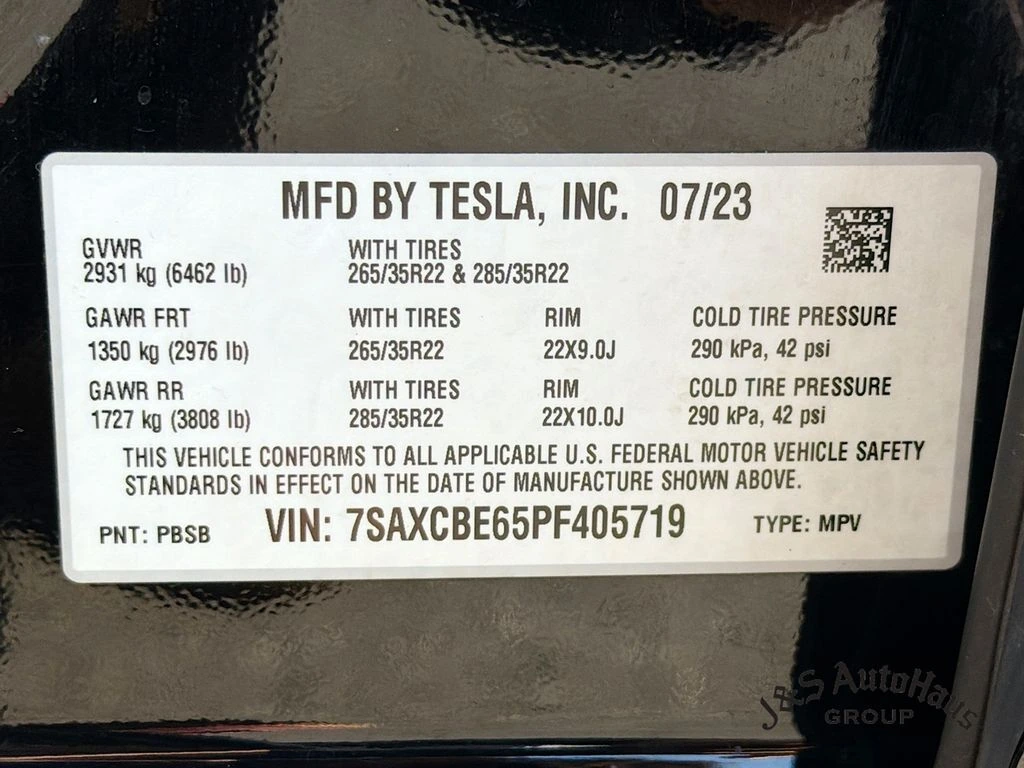 MFD BY TESLA, INC. 07/23
GVWR WITH TIRES
2931 kg (6462 lb) 265/35R22 & 285/35R22
GAWR FRT WITH TIRES RIM COLD TIRE PRESSURE
1350 kg (2976 lb) 265/35R22 22X9.0J 290 kPa, 42 psi
GAWR RR WITH TIRES RIM COLD TIRE PRESSURE
1727 kg (3808 lb) 285/35R22 22X10.0J 290 kPa, 42 psi
THIS VEHICLE CONFORMS TO ALL APPLICABLE U.S. FEDERAL MOTOR VEHICLE SAFETY
STANDARDS IN EFFECT ON THE DATE OF MANUFACTURE SHOWN ABOVE.
PNT: PBSB VIN: 7SAXCBE65PF405719 TYPE: MPV
J&S AutoHaus
GROUP